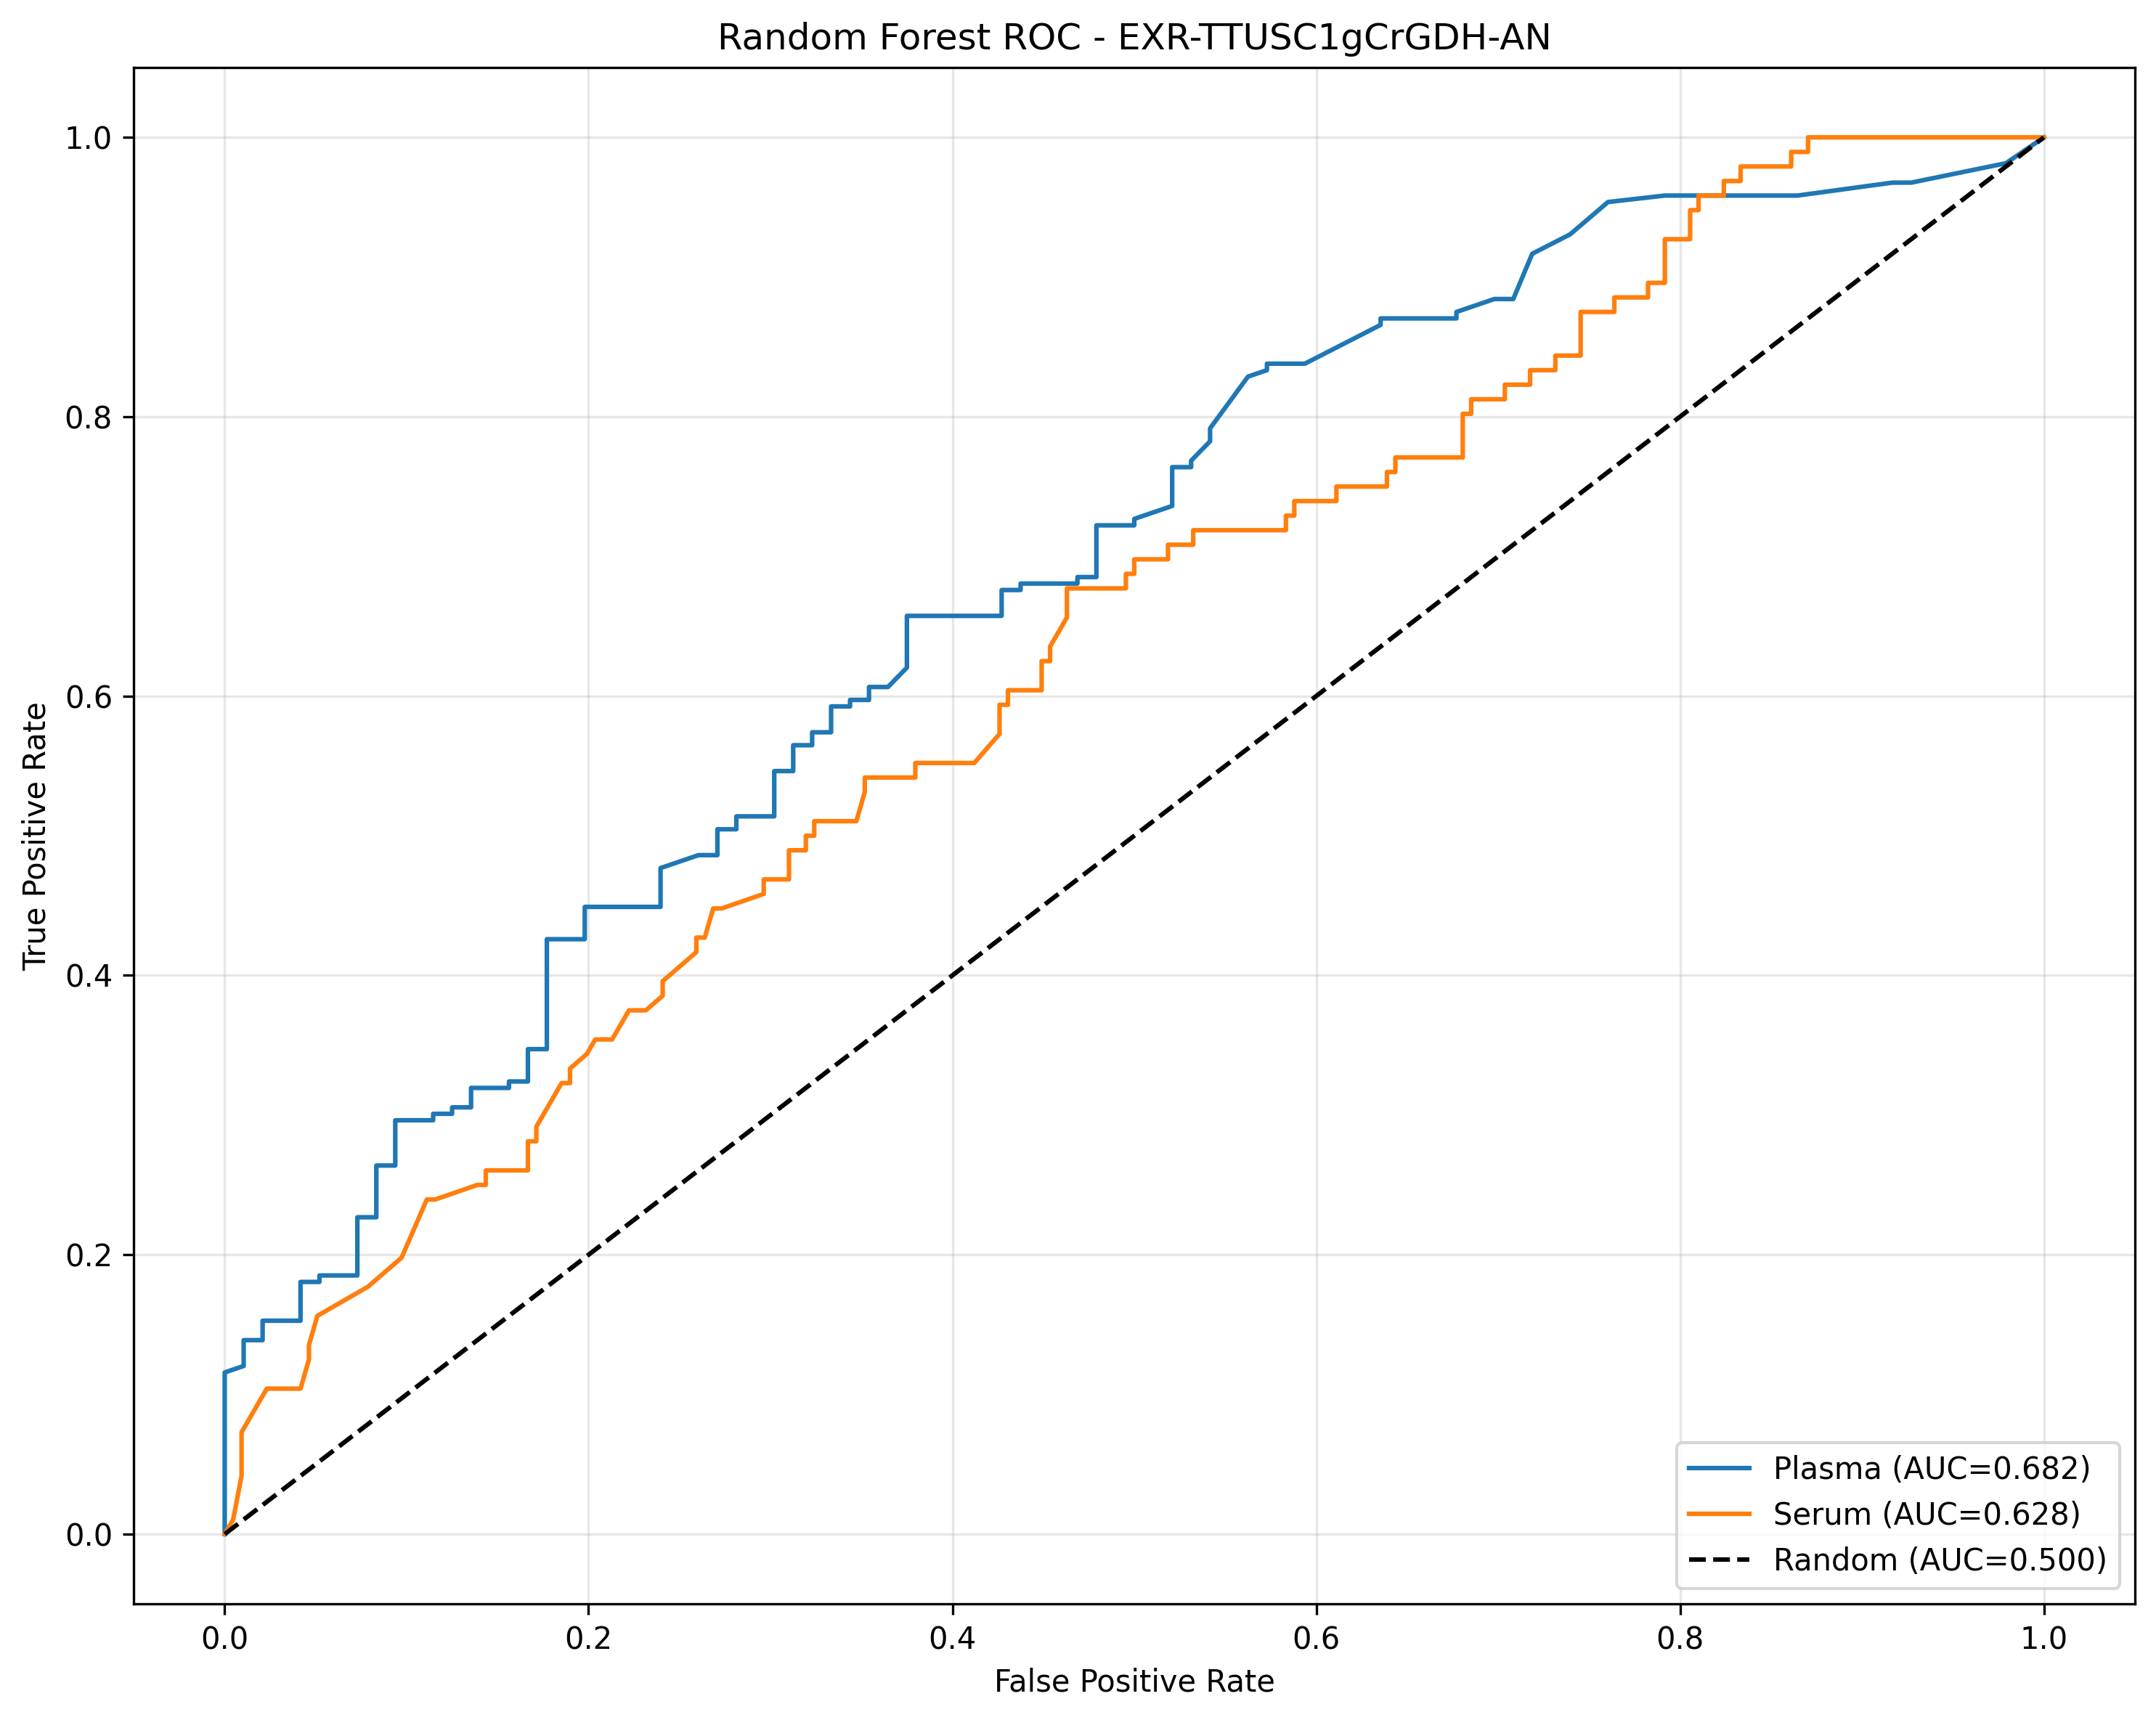 Random Forest ROC - EXR-TTUSC1gCrGDH-AN
True Positive Rate
1.0
0.8
0.6
0.4
0.2
0.0
Plasma (AUC=0.682)
Serum (AUC=0.628)
Random (AUC=0.500)
0.0 0.2 0.4 0.6 0.8 1.0
False Positive Rate